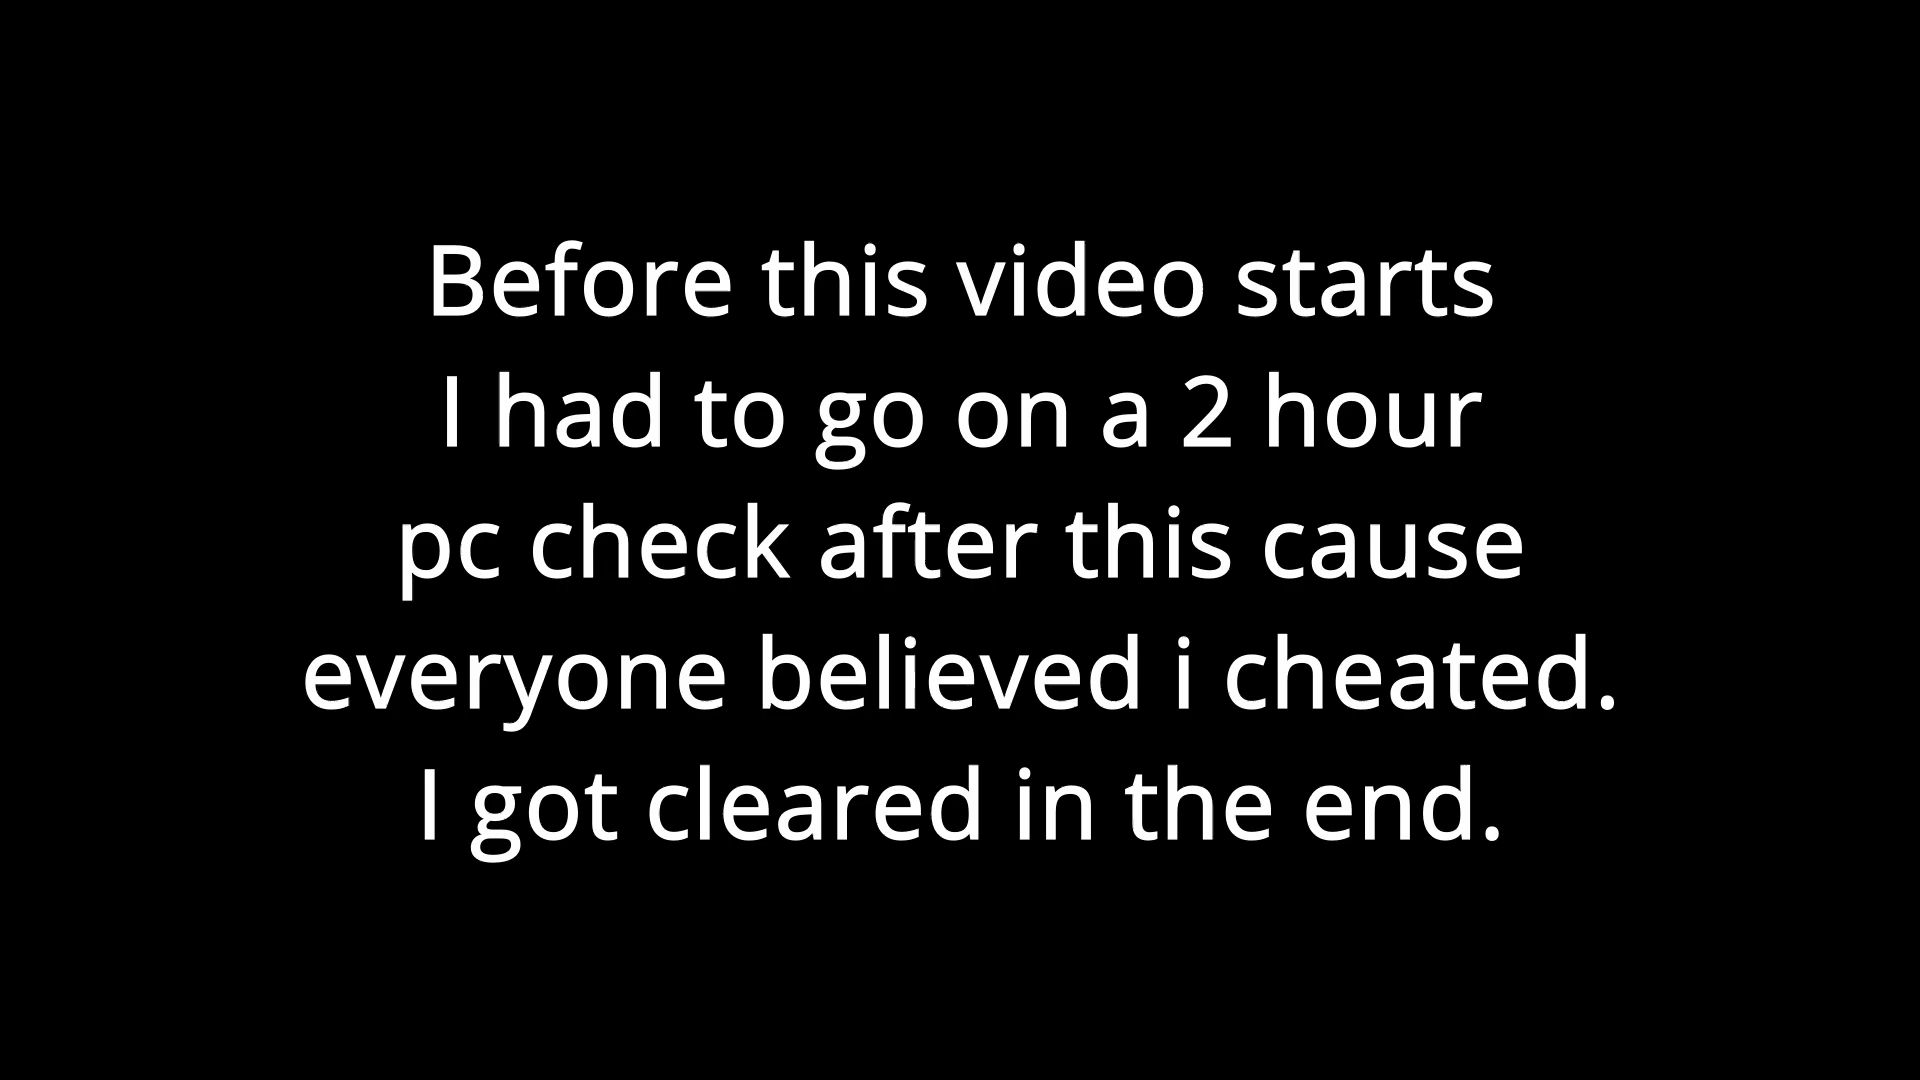 Before this video starts
I had to go on a 2 hour
pc check after this cause
everyone believed i cheated.
I got cleared in the end.